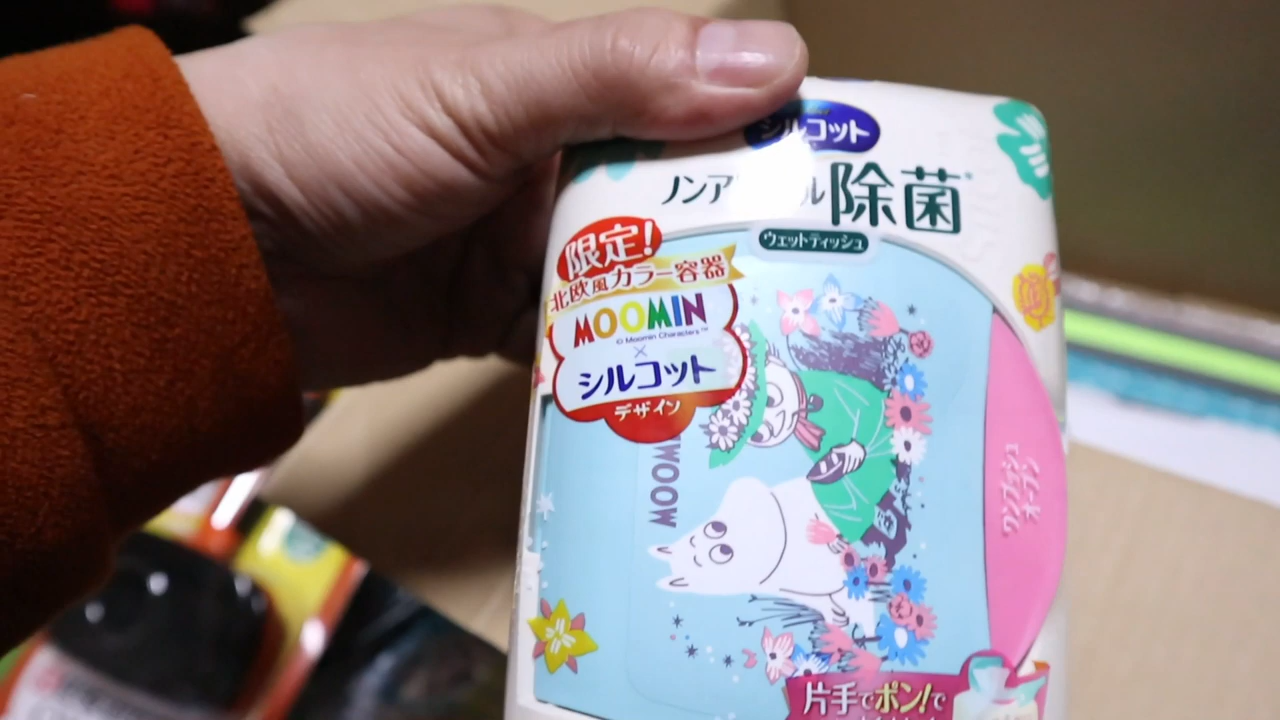 シルコット
ノンア ル除菌
ウェットティッシュ
限定!
北欧風カラー容器
MOOMIN
© Moomin Characters™
×
シルコット
デザイン
MOOM
ワンプッシュ
オープン
片手でポン!で